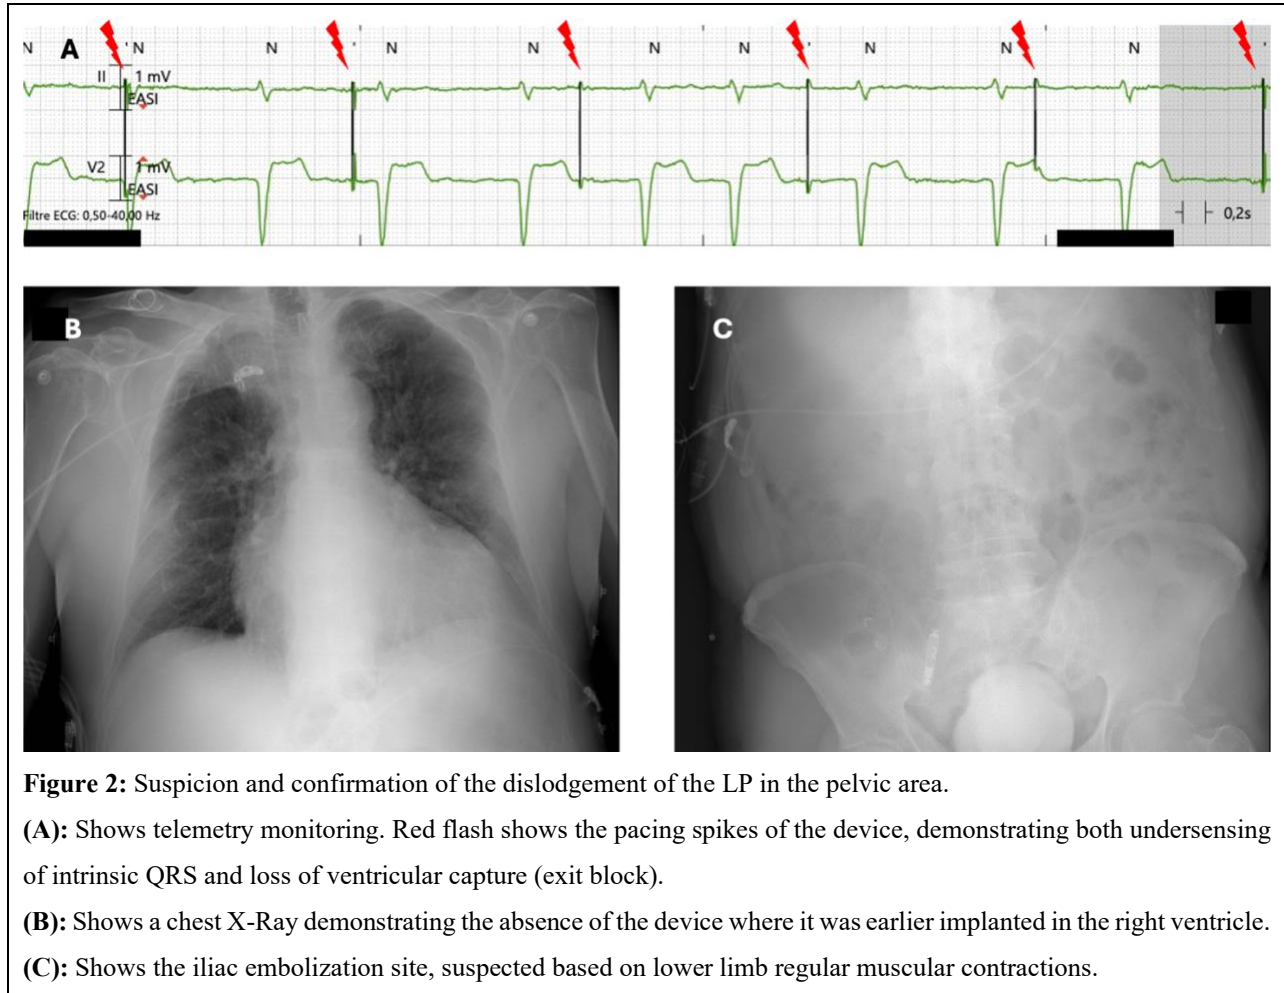 N A N N N N N N N N N
II 1 mV
EASI
V2 1 mV
EASI
Filtre ECG: 0,50-40,00 Hz
0,2s
B
C
Figure 2: Suspicion and confirmation of the dislodgement of the LP in the pelvic area.
(A): Shows telemetry monitoring. Red flash shows the pacing spikes of the device, demonstrating both undersensing
of intrinsic QRS and loss of ventricular capture (exit block).
(B): Shows a chest X-Ray demonstrating the absence of the device where it was earlier implanted in the right ventricle.
(C): Shows the iliac embolization site, suspected based on lower limb regular muscular contractions.